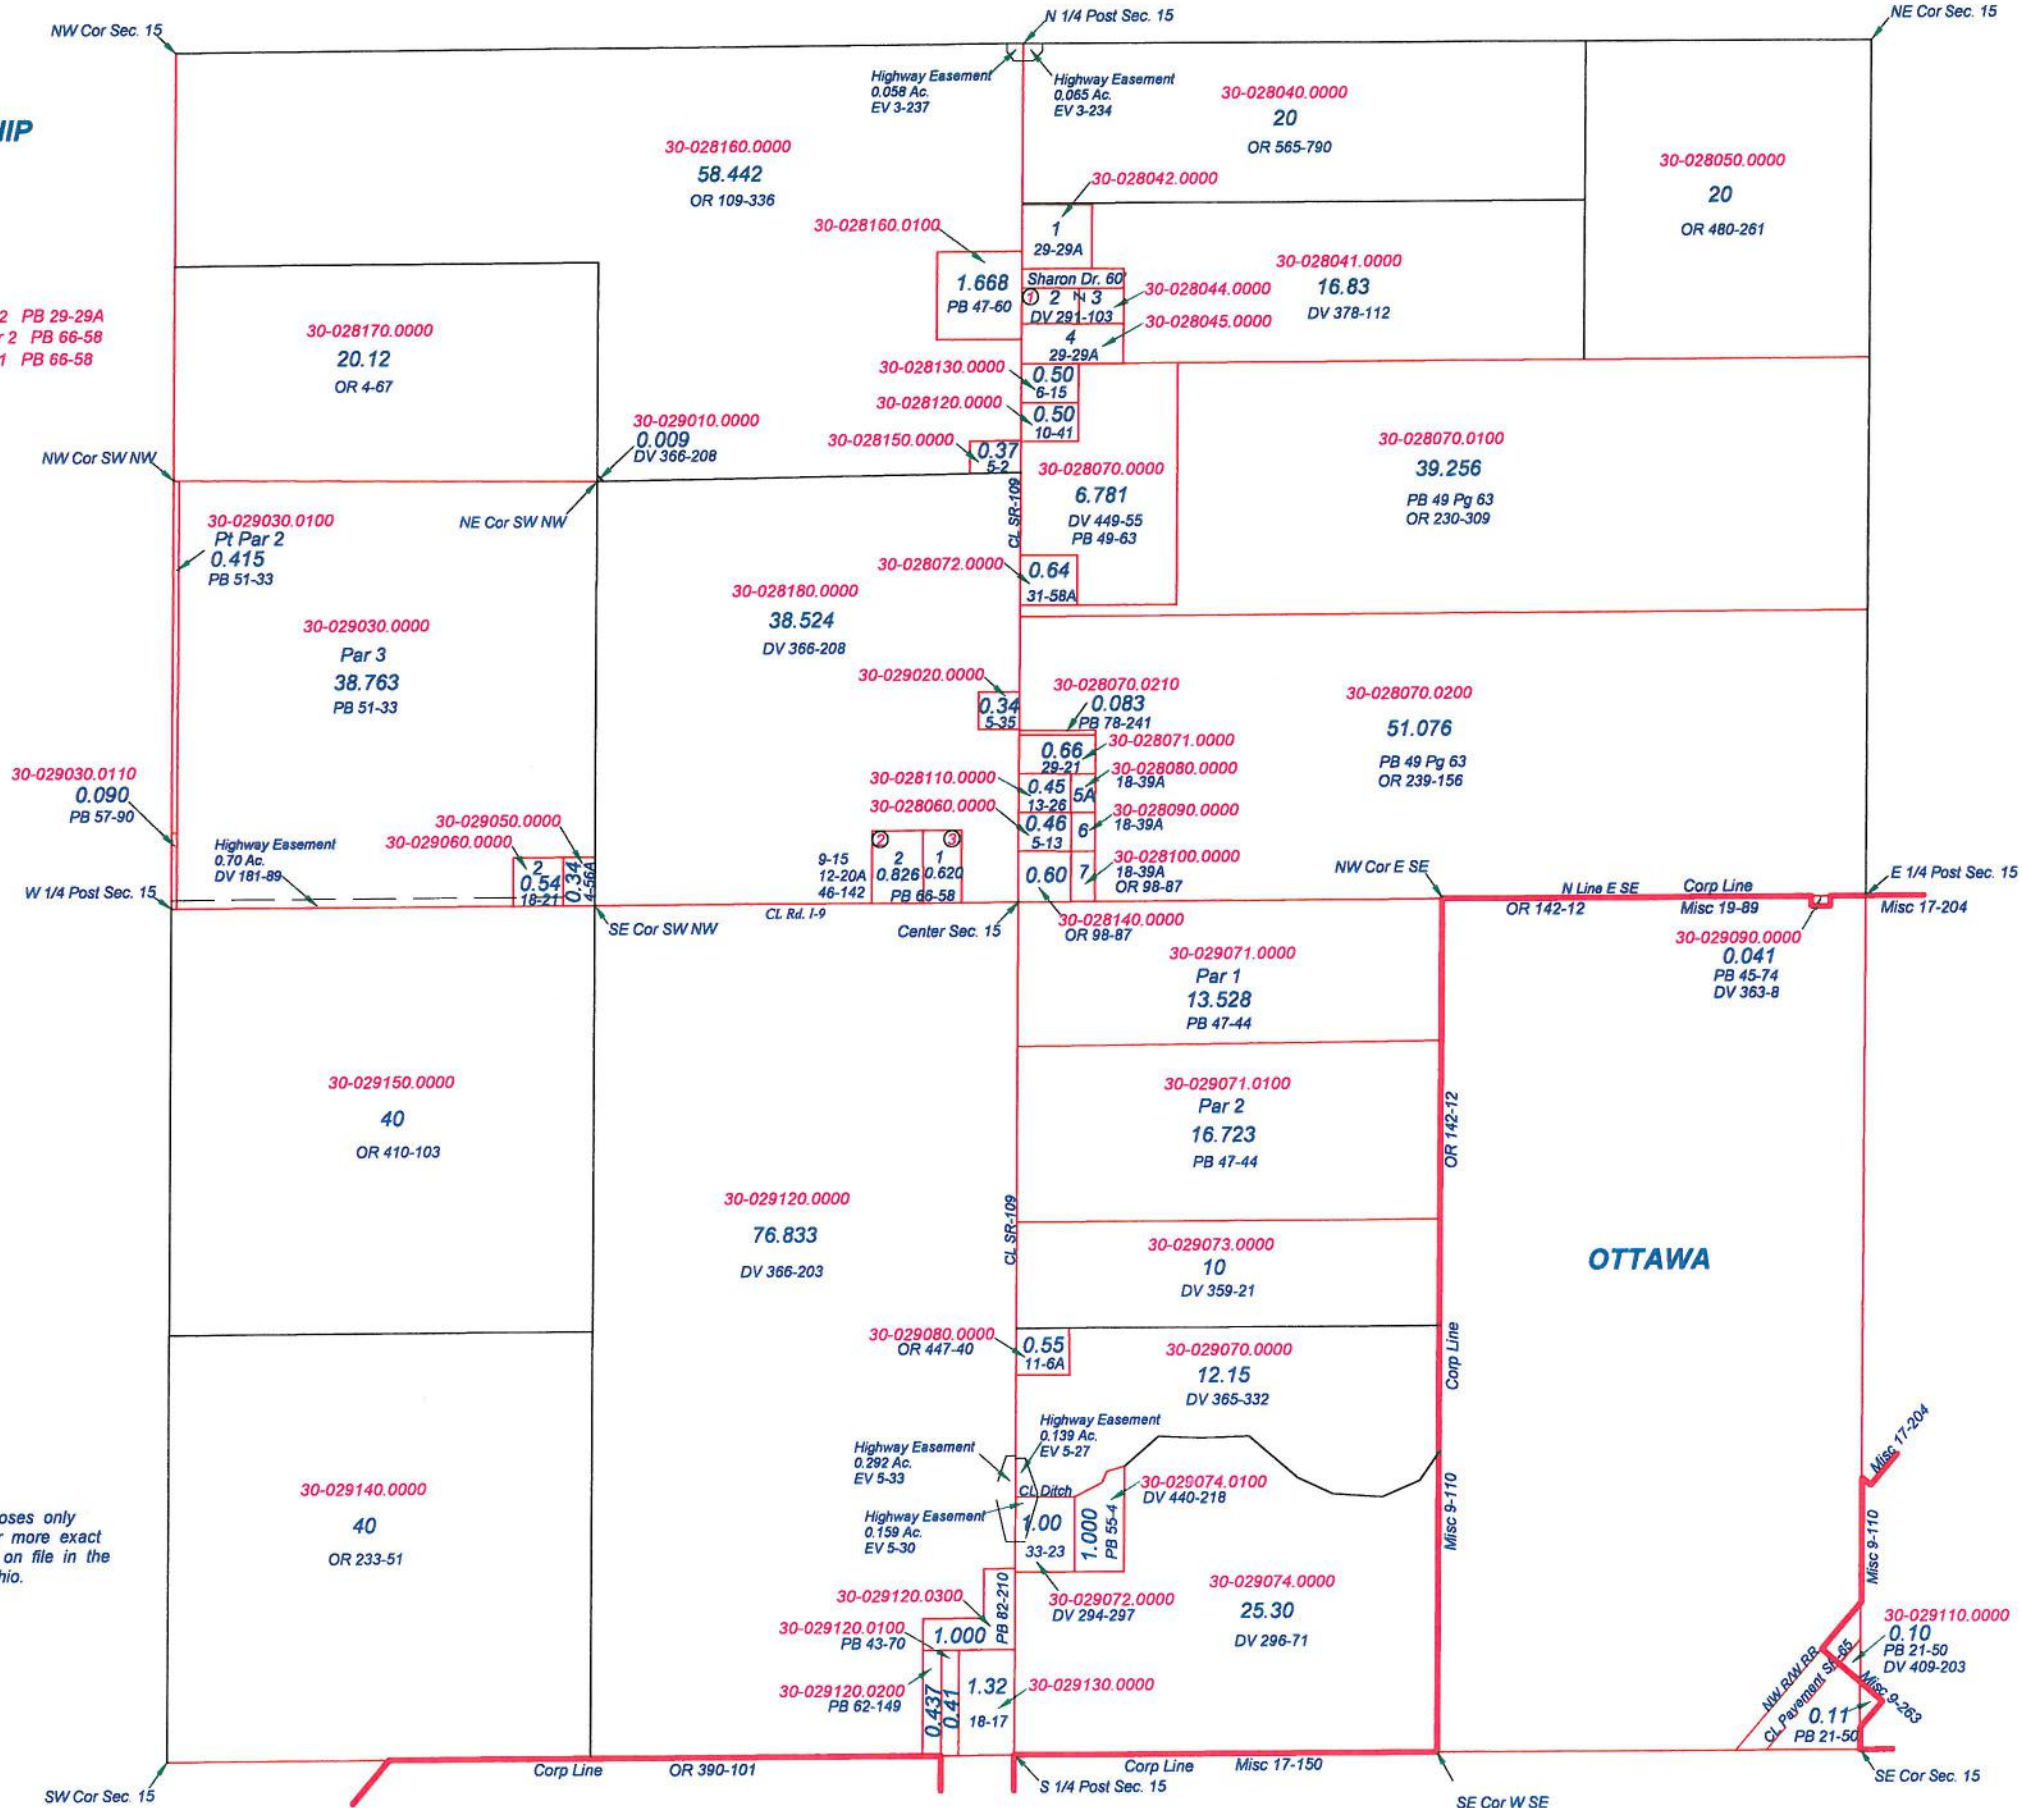 NW Cor Sec. 15
N 1/4 Post Sec. 15
NE Cor Sec. 15
HIP
Highway Easement
0.058 Ac.
EV 3-237
Highway Easement
0.065 Ac.
EV 3-234
30-028040.0000
20
OR 565-790
30-028160.0000
58.442
OR 109-336
30-028050.0000
20
OR 480-261
30-028042.0000
1
29-29A
30-028160.0100
1.668
PB 47-60
Sharon Dr. 60'
1 2 N 3
DV 291-103
30-028044.0000
4
29-29A
30-028045.0000
30-028041.0000
16.83
DV 378-112
2 PB 29-29A
r 2 PB 66-58
1 PB 66-58
30-028170.0000
20.12
OR 4-67
30-028130.0000
0.50
6-15
30-028120.0000
0.50
10-41
30-028150.0000
0.37
5-2
30-029010.0000
0.009
DV 366-208
NW Cor SW NW
NE Cor SW NW
30-028070.0000
6.781
DV 449-55
PB 49-63
30-028070.0100
39.256
PB 49 Pg 63
OR 230-309
CL SR-109
30-029030.0100
Pt Par 2
0.415
PB 51-33
30-028072.0000
0.64
31-58A
30-028180.0000
38.524
DV 366-208
30-029030.0000
Par 3
38.763
PB 51-33
30-029020.0000
0.34
5-35
30-028070.0210
0.083
PB 78-241
30-028070.0200
51.076
PB 49 Pg 63
OR 239-156
0.66
29-21
30-028071.0000
30-028110.0000
0.45
13-26
5A
30-028080.0000
18-39A
30-028060.0000
0.46
5-13
6
30-028090.0000
18-39A
0.60
7
30-028100.0000
18-39A
OR 98-87
30-028140.0000
OR 98-87
30-029030.0110
0.090
PB 57-90
Highway Easement
0.70 Ac.
DV 181-89
30-029050.0000
30-029060.0000
2
0.54
18-21
0.34
4-56A
9-15
12-20A
46-142
2
2
0.826
3
1
0.620
PB 66-58
W 1/4 Post Sec. 15
SE Cor SW NW
CL Rd. I-9
Center Sec. 15
NW Cor E SE
N Line E SE
Corp Line
E 1/4 Post Sec. 15
OR 142-12
Misc 19-89
Misc 17-204
30-029090.0000
0.041
PB 45-74
DV 363-8
30-029071.0000
Par 1
13.528
PB 47-44
30-029150.0000
40
OR 410-103
30-029071.0100
Par 2
16.723
PB 47-44
OR 142-12
30-029120.0000
76.833
DV 366-203
CL SR-109
30-029073.0000
10
DV 359-21
OTTAWA
30-029080.0000
OR 447-40
0.55
11-6A
30-029070.0000
12.15
DV 365-332
Corp Line
Highway Easement
0.139 Ac.
EV 5-27
Highway Easement
0.292 Ac.
EV 5-33
Highway Easement
0.159 Ac.
EV 5-30
CL Ditch
1.00
33-23
1.000
PB 55-4
30-029074.0100
DV 440-218
Misc 9-110
Misc 17-204
Misc 9-110
30-029140.0000
40
OR 233-51
oses only
r more exact
on file in the
hio.
30-029072.0000
DV 294-297
30-029074.0000
25.30
DV 296-71
30-029120.0300
PB 82-210
1.000
30-029120.0100
PB 43-70
30-029120.0200
PB 62-149
0.437
0.41
1.32
18-17
30-029130.0000
30-029110.0000
0.10
PB 21-50
DV 409-203
NW R/W RR
CL Pavement SR-65
Misc 9-263
0.11
PB 21-50
SW Cor Sec. 15
Corp Line
OR 390-101
S 1/4 Post Sec. 15
Corp Line
Misc 17-150
SE Cor W SE
SE Cor Sec. 15